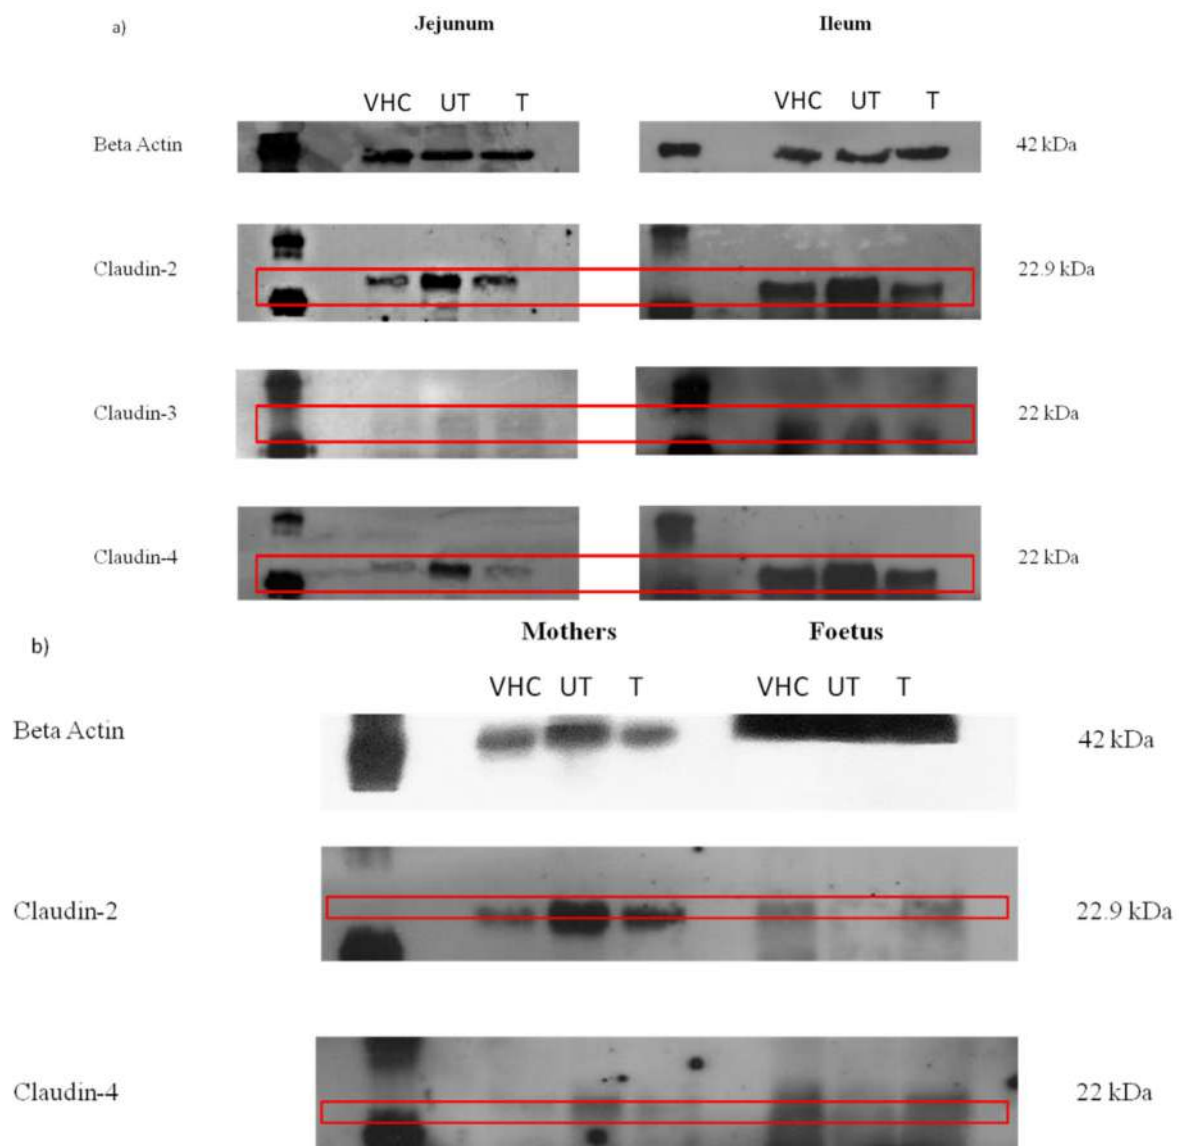 a) Jejunum Ileum
VHC UT T VHC UT T
Beta Actin 42 kDa
Claudin-2 22.9 kDa
Claudin-3 22 kDa
Claudin-4 22 kDa
b) Mothers Foetus
VHC UT T VHC UT T
Beta Actin 42 kDa
Claudin-2 22.9 kDa
Claudin-4 22 kDa